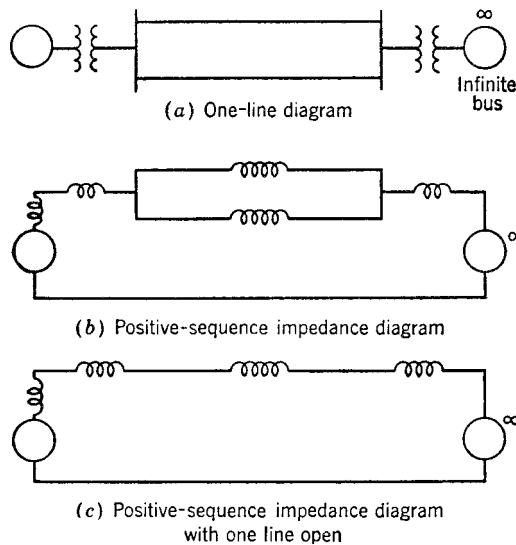 ∞
(a) One-line diagram
Infinite
bus
∞
(b) Positive-sequence impedance diagram
∞
(c) Positive-sequence impedance diagram
with one line open